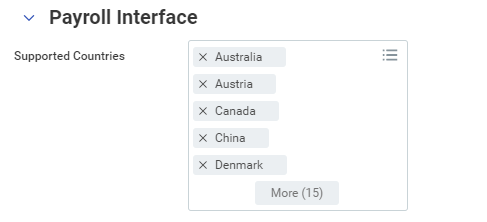 Payroll Interface
Supported Countries
Australia
Austria
Canada
China
Denmark
More (15)